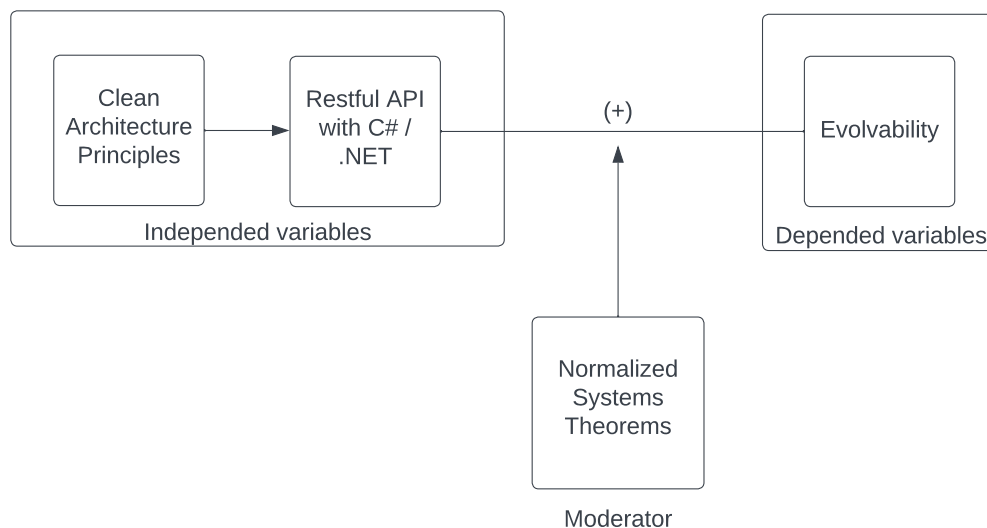 Clean
Architecture
Principles
Restful API
with C# /
.NET
Independed variables
(+)
Evolvability
Depended variables
Normalized
Systems
Theorems
Moderator